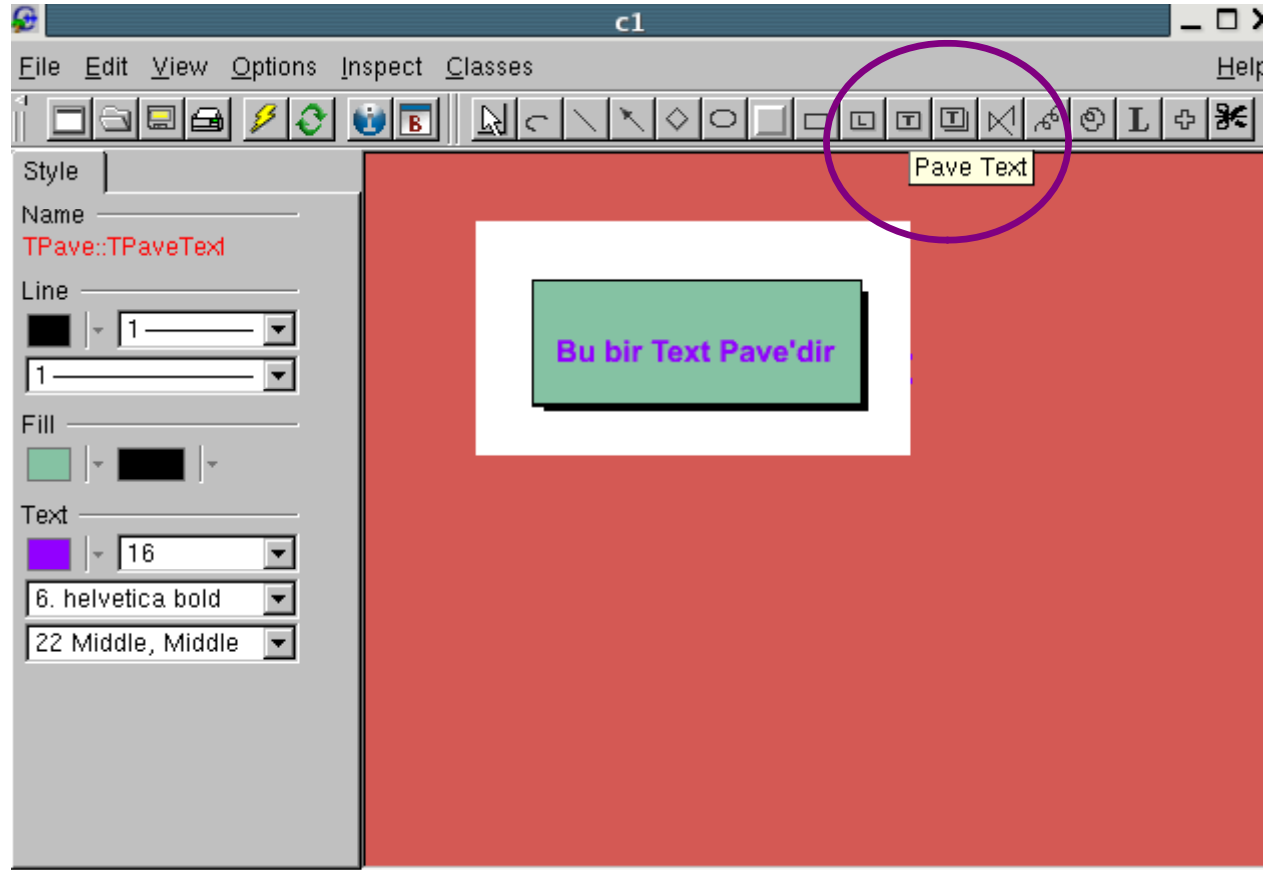 c1
File Edit View Options Inspect Classes Help
Style
Pave Text
Name
TPave::TPaveText
Line
1
1
Fill
Text
16
6. helvetica bold
22 Middle, Middle
Bu bir Text Pave'dir